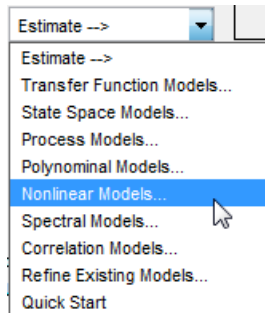 Estimate -->
Estimate -->
Transfer Function Models...
State Space Models...
Process Models...
Polynominal Models...
Nonlinear Models...
Spectral Models...
Correlation Models...
Refine Existing Models...
Quick Start